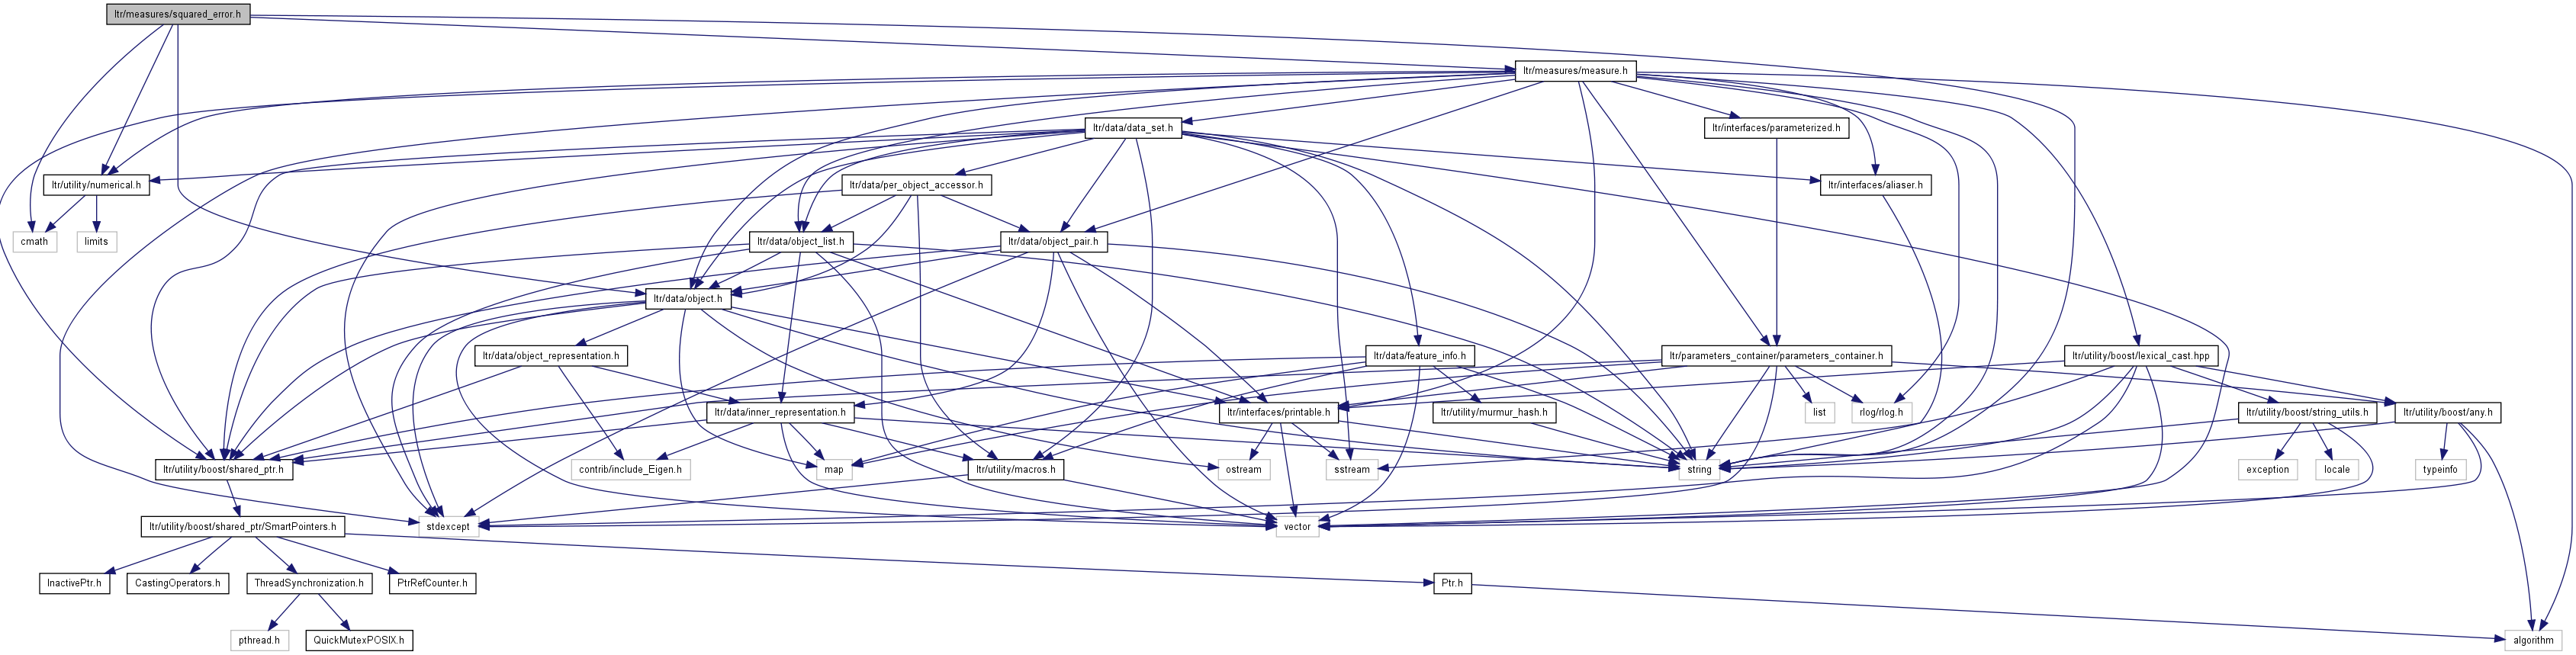 ltr/measures/squared_error.h
ltr/measures/measure.h
ltr/data/data_set.h
ltr/interfaces/parameterized.h
ltr/utility/numerical.h
ltr/data/per_object_accessor.h
ltr/interfaces/aliaser.h
cmath
limits
ltr/data/object_list.h
ltr/data/object_pair.h
ltr/data/object.h
ltr/data/object_representation.h
ltr/data/feature_info.h
ltr/parameters_container/parameters_container.h
ltr/utility/boost/lexical_cast.hpp
ltr/data/inner_representation.h
ltr/interfaces/printable.h
ltr/utility/murmur_hash.h
list
rlog/rlog.h
ltr/utility/boost/string_utils.h
ltr/utility/boost/any.h
ltr/utility/boost/shared_ptr.h
contrib/include_Eigen.h
map
ltr/utility/macros.h
ostream
sstream
string
exception
locale
typeinfo
ltr/utility/boost/shared_ptr/SmartPointers.h
stdexcept
vector
InactivePtr.h
CastingOperators.h
ThreadSynchronization.h
PtrRefCounter.h
Ptr.h
pthread.h
QuickMutexPOSIX.h
algorithm